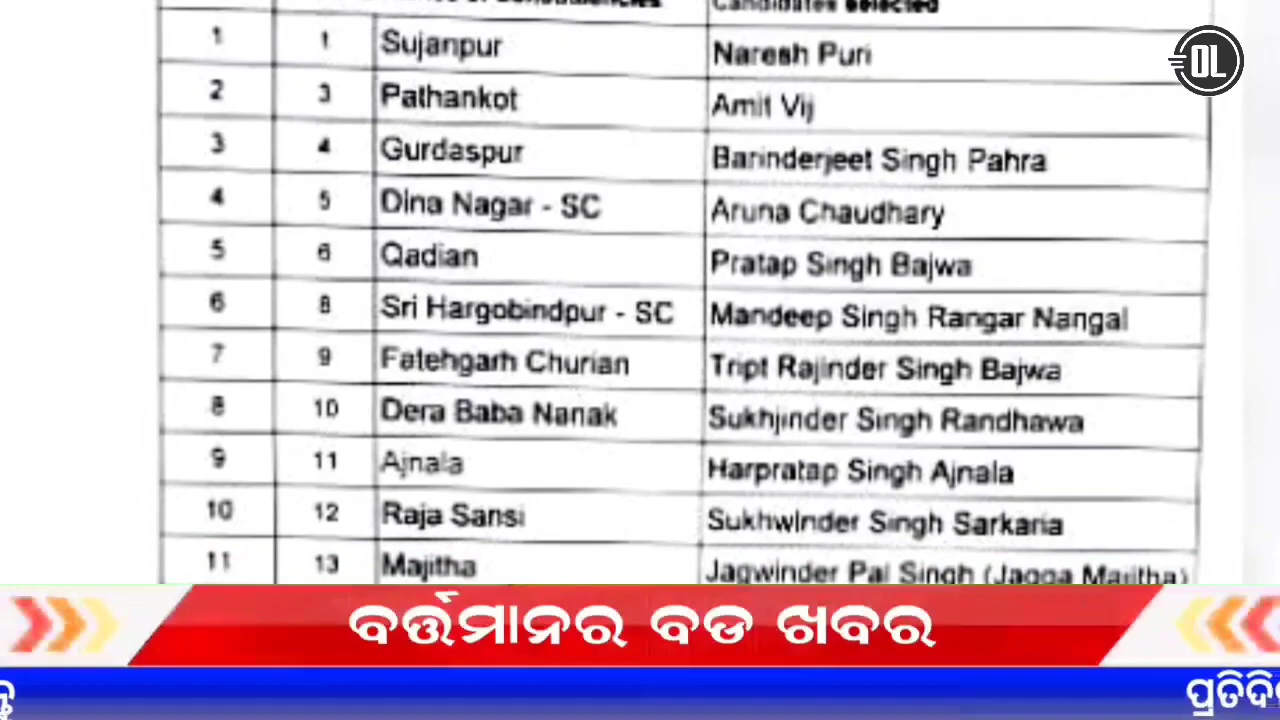 Candidates selected
1 1 Sujanpur Naresh Puri
2 3 Pathankot Amit Vij
3 4 Gurdaspur Barinderjeet Singh Pahra
4 5 Dina Nagar - SC Aruna Chaudhary
5 6 Qadian Pratap Singh Bajwa
6 8 Sri Hargobindpur - SC Mandeep Singh Rangar Nangal
7 9 Fatehgarh Churian Tript Rajinder Singh Bajwa
8 10 Dera Baba Nanak Sukhjinder Singh Randhawa
9 11 Ajnala Harpratap Singh Ajnala
10 12 Raja Sansi Sukhwinder Singh Sarkaria
11 13 Majitha Jagwinder Pal Singh (Jagga Majitha)
OL
ବର୍ତ୍ତମାନର ବଡ ଖବର
ପ୍ରତିଦି